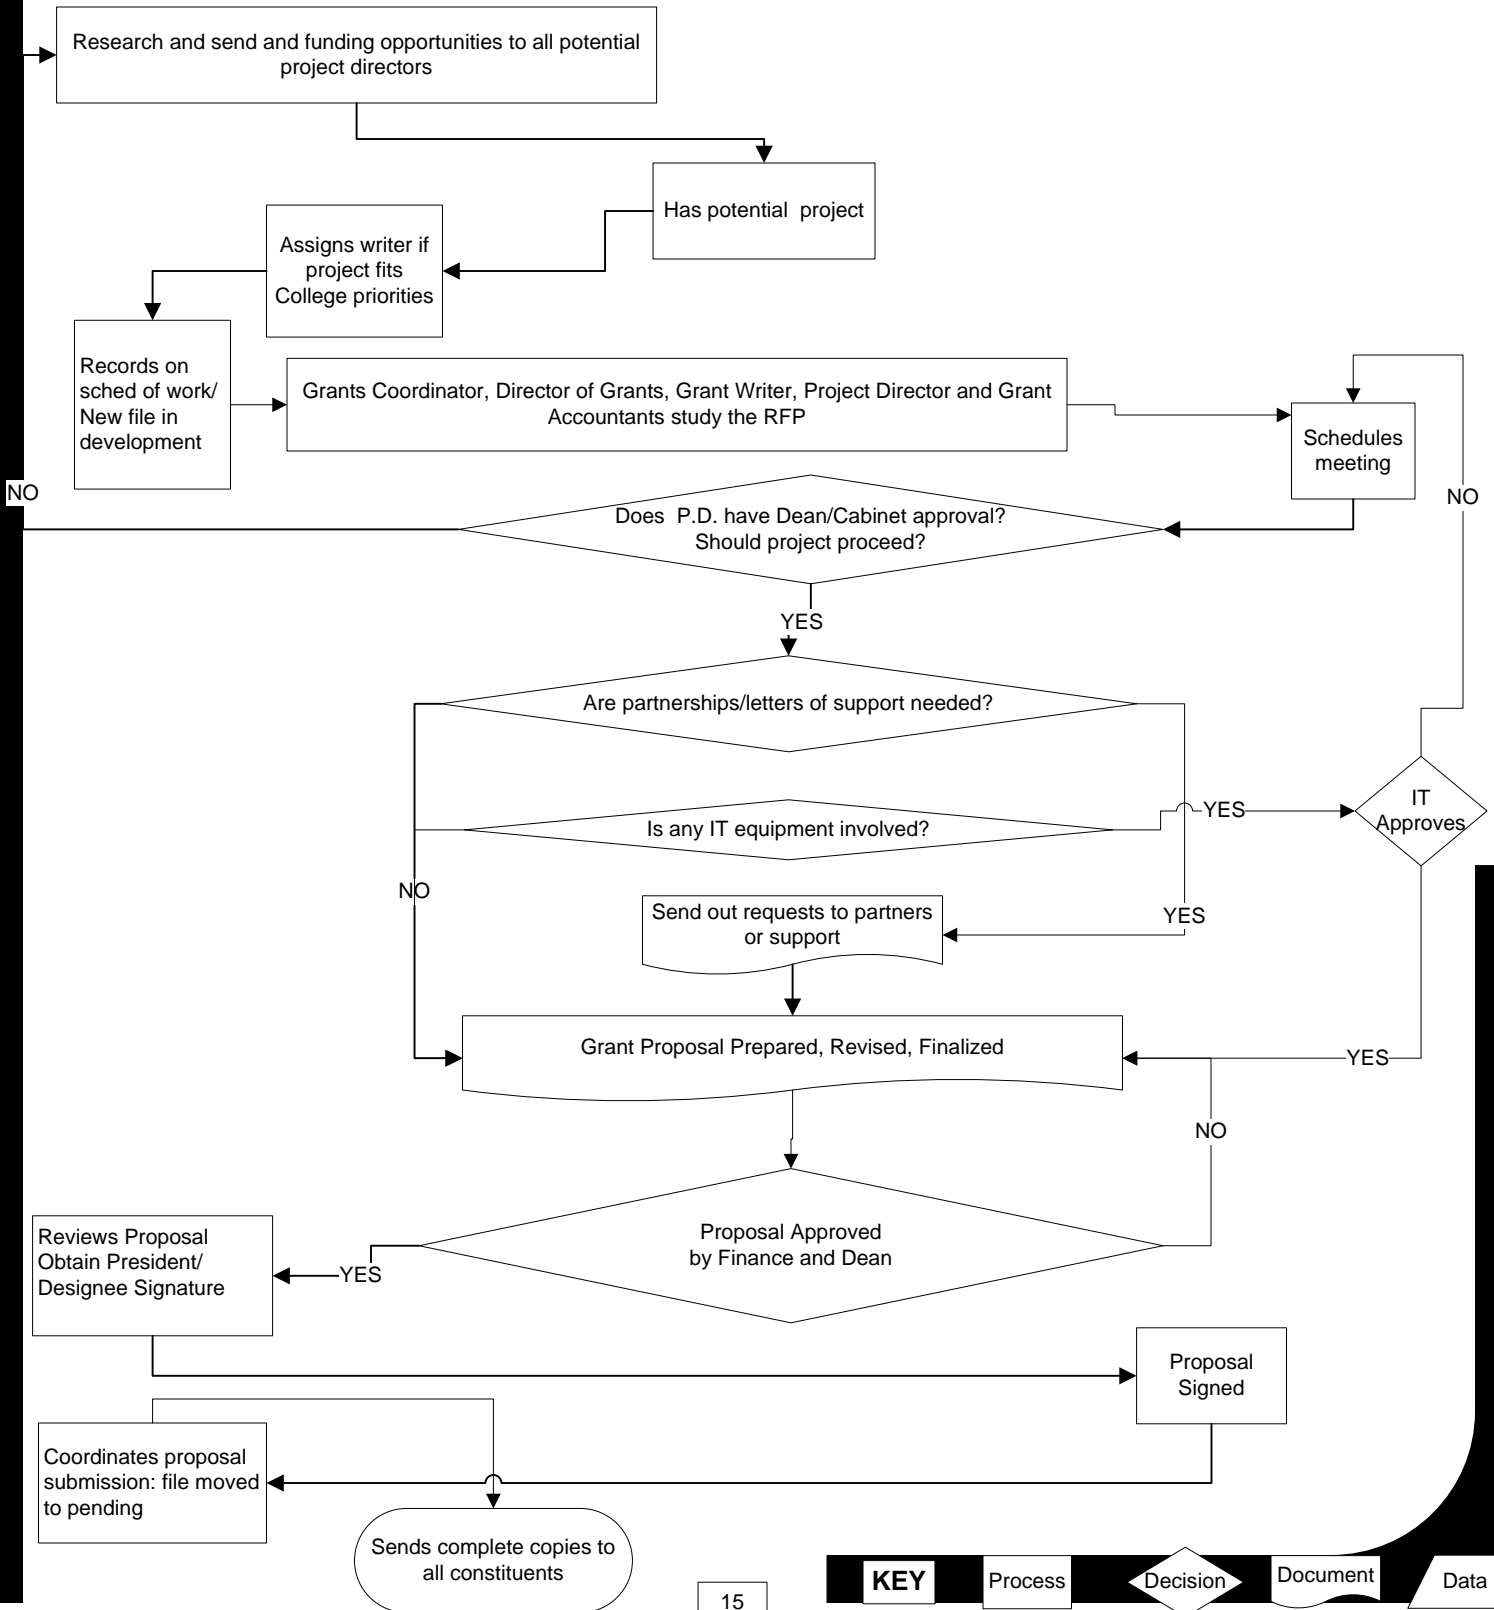 Research and send and funding opportunities to all potential
project directors
Has potential project
Assigns writer if
project fits
College priorities
Records on
sched of work/
New file in
development
Grants Coordinator, Director of Grants, Grant Writer, Project Director and Grant
Accountants study the RFP
Schedules
meeting
NO
NO
Does P.D. have Dean/Cabinet approval?
Should project proceed?
YES
Are partnerships/letters of support needed?
IT
Approves
YES
Is any IT equipment involved?
NO
Send out requests to partners
or support
YES
Grant Proposal Prepared, Revised, Finalized
YES
NO
Proposal Approved
by Finance and Dean
Reviews Proposal
Obtain President/
Designee Signature
YES
Proposal
Signed
Coordinates proposal
submission: file moved
to pending
Sends complete copies to
all constituents
15
KEY
Process
Decision
Document
Data